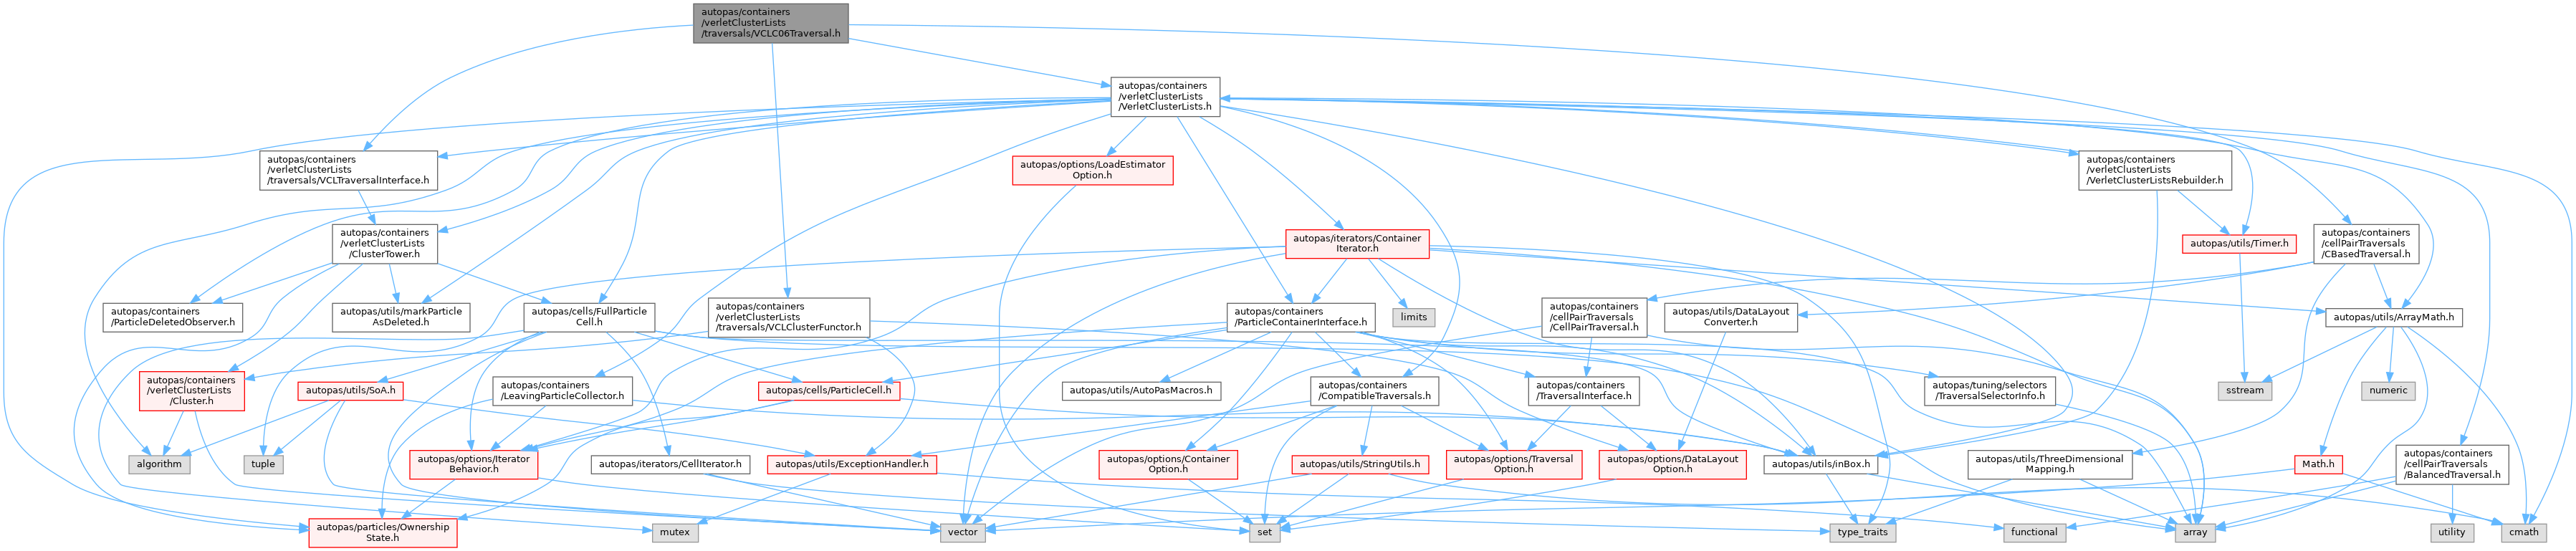 autopas/containers
/verletClusterLists
/traversals/VCLC06Traversal.h
autopas/containers
/verletClusterLists
/VerletClusterLists.h
autopas/containers
/verletClusterLists
/traversals/VCLTraversalInterface.h
autopas/options/LoadEstimator
Option.h
autopas/containers
/verletClusterLists
/VerletClusterListsRebuilder.h
autopas/containers
/verletClusterLists
/ClusterTower.h
autopas/iterators/Container
Iterator.h
autopas/utils/Timer.h
autopas/containers
/cellPairTraversals
/CBasedTraversal.h
autopas/containers
/ParticleDeletedObserver.h
autopas/utils/markParticle
AsDeleted.h
autopas/cells/FullParticle
Cell.h
autopas/containers
/verletClusterLists
/traversals/VCLClusterFunctor.h
autopas/containers
/ParticleContainerInterface.h
limits
autopas/containers
/cellPairTraversals
/CellPairTraversal.h
autopas/utils/DataLayout
Converter.h
autopas/utils/ArrayMath.h
autopas/containers
/verletClusterLists
/Cluster.h
autopas/utils/SoA.h
autopas/containers
/LeavingParticleCollector.h
autopas/cells/ParticleCell.h
autopas/utils/AutoPasMacros.h
autopas/containers
/CompatibleTraversals.h
autopas/containers
/TraversalInterface.h
autopas/tuning/selectors
/TraversalSelectorInfo.h
sstream
numeric
algorithm
tuple
autopas/options/Iterator
Behavior.h
autopas/iterators/CellIterator.h
autopas/utils/ExceptionHandler.h
autopas/options/Container
Option.h
autopas/utils/StringUtils.h
autopas/options/Traversal
Option.h
autopas/options/DataLayout
Option.h
autopas/utils/inBox.h
autopas/utils/ThreeDimensional
Mapping.h
Math.h
autopas/containers
/cellPairTraversals
/BalancedTraversal.h
autopas/particles/Ownership
State.h
mutex
vector
set
type_traits
functional
array
utility
cmath